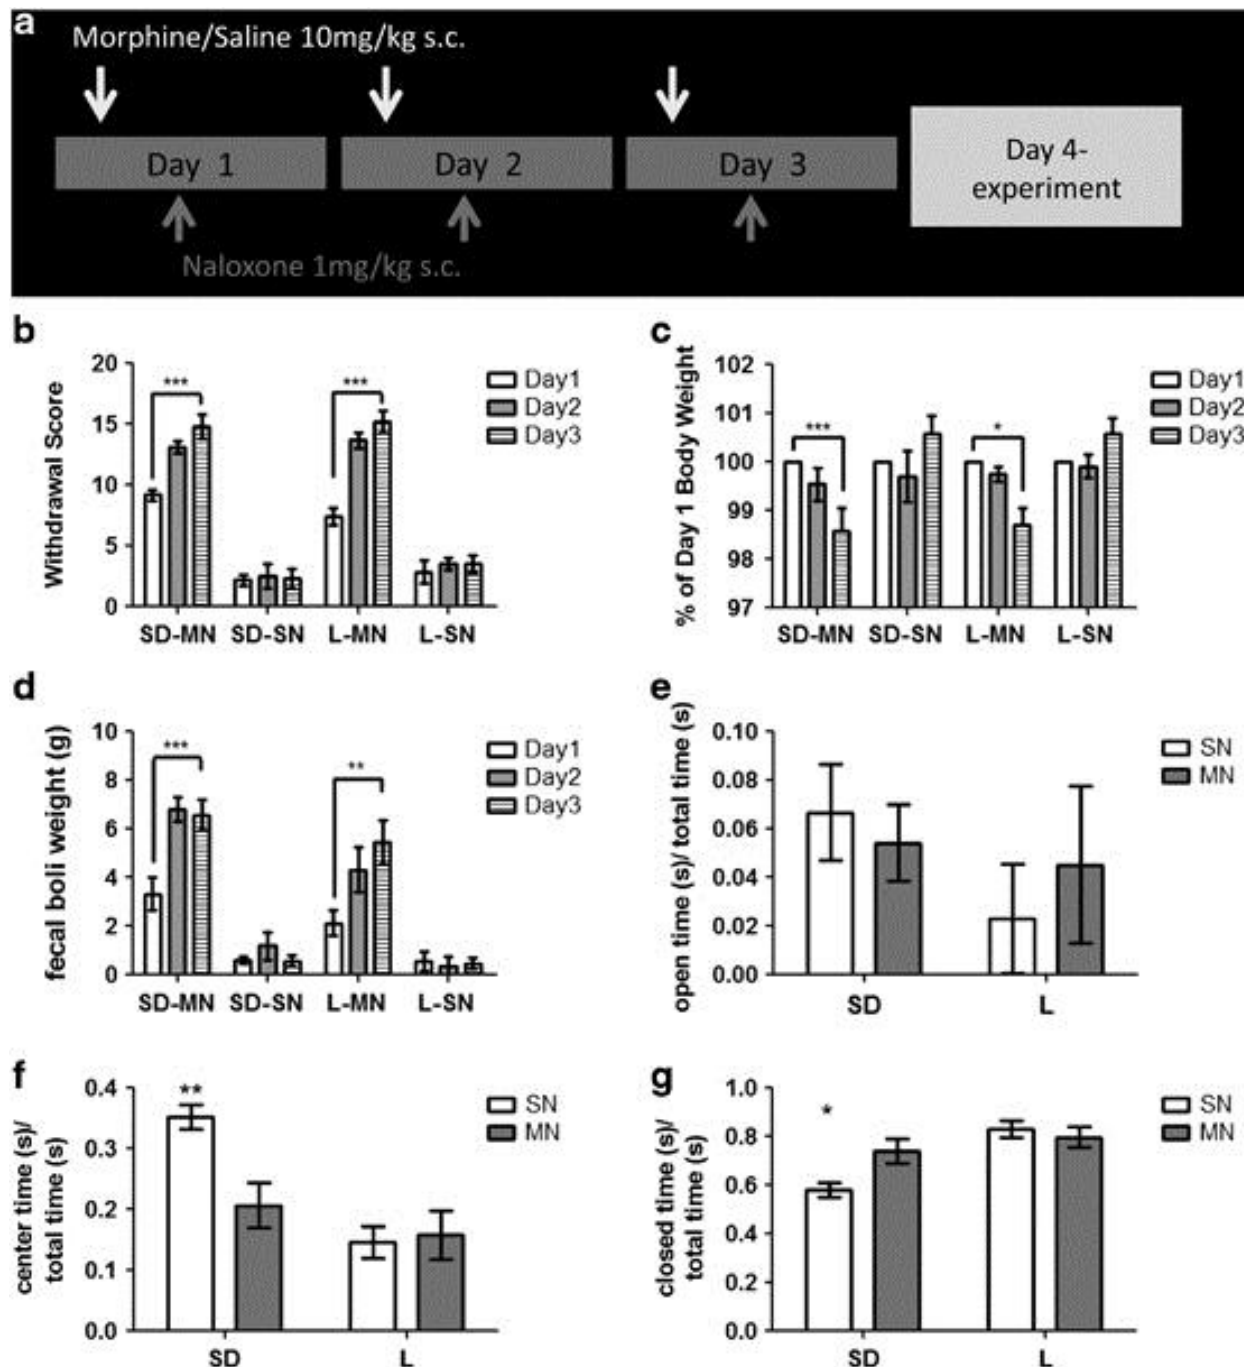 a
Morphine/Saline 10mg/kg s.c.
Day 1
Day 2
Day 3
Day 4-
experiment
Naloxone 1mg/kg s.c.
b
Withdrawal Score
20
15
10
5
0
***
***
Day1
Day2
Day3
SD-MN
SD-SN
L-MN
L-SN
c
% of Day 1 Body Weight
102
101
100
99
98
97
***
*
Day1
Day2
Day3
SD-MN
SD-SN
L-MN
L-SN
d
fecal boli weight (g)
10
8
6
4
2
0
***
**
Day1
Day2
Day3
SD-MN
SD-SN
L-MN
L-SN
e
open time (s)/ total time (s)
0.10
0.08
0.06
0.04
0.02
0.00
SN
MN
SD
L
f
center time (s)/
total time (s)
0.4
0.3
0.2
0.1
0.0
**
SN
MN
SD
L
g
closed time (s)/
total time (s)
1.0
0.8
0.6
0.4
0.2
0.0
*
SN
MN
SD
L